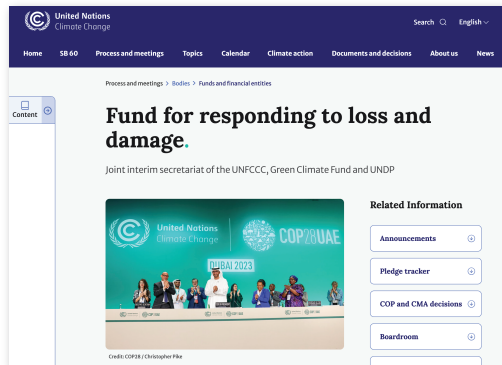 United Nations
Climate Change
Search
English
Home
SB 60
Process and meetings
Topics
Calendar
Climate action
Documents and decisions
About us
News
Process and meetings > Bodies > Funds and financial entities
Content
Fund for responding to loss and
damage.
Joint interim secretariat of the UNFCCC, Green Climate Fund and UNDP
United Nations
Climate Change
COP28UAE
DUBAI 2023
Credit: COP28 / Christopher Pike
Related Information
Announcements
Pledge tracker
COP and CMA decisions
Boardroom